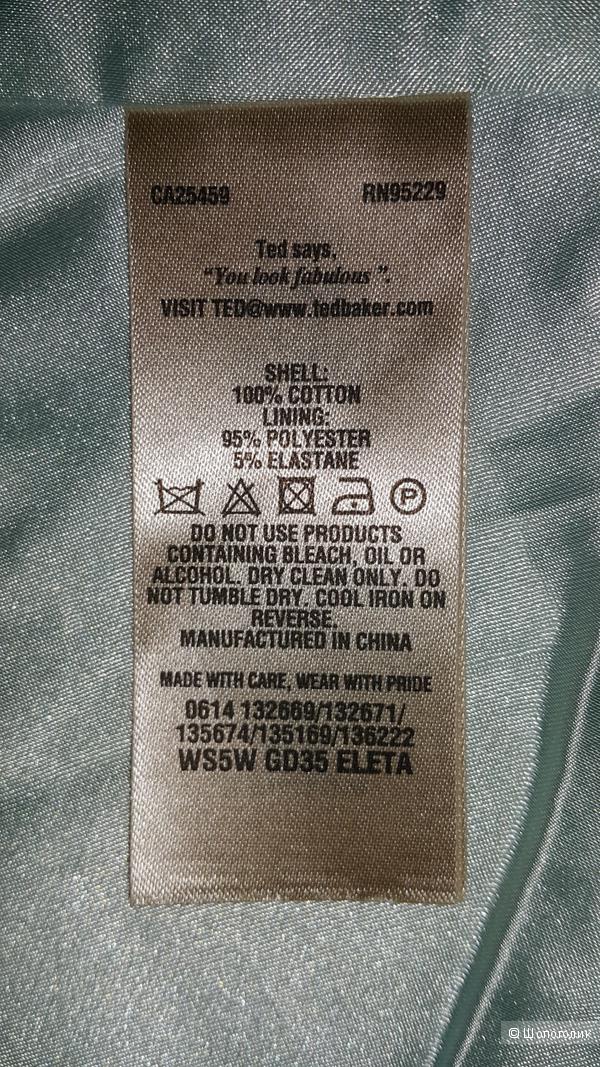 CA25459 RN95229
Ted says,
“You look fabulous ”.
VISIT TED@www.tedbaker.com
SHELL:
100% COTTON
LINING:
95% POLYESTER
5% ELASTANE
P
DO NOT USE PRODUCTS
CONTAINING BLEACH, OIL OR
ALCOHOL. DRY CLEAN ONLY. DO
NOT TUMBLE DRY. COOL IRON ON
REVERSE.
MANUFACTURED IN CHINA
MADE WITH CARE, WEAR WITH PRIDE
0614 132669/132671/
135674/135169/136222
WS5W GD35 ELETA
© Шопоголик